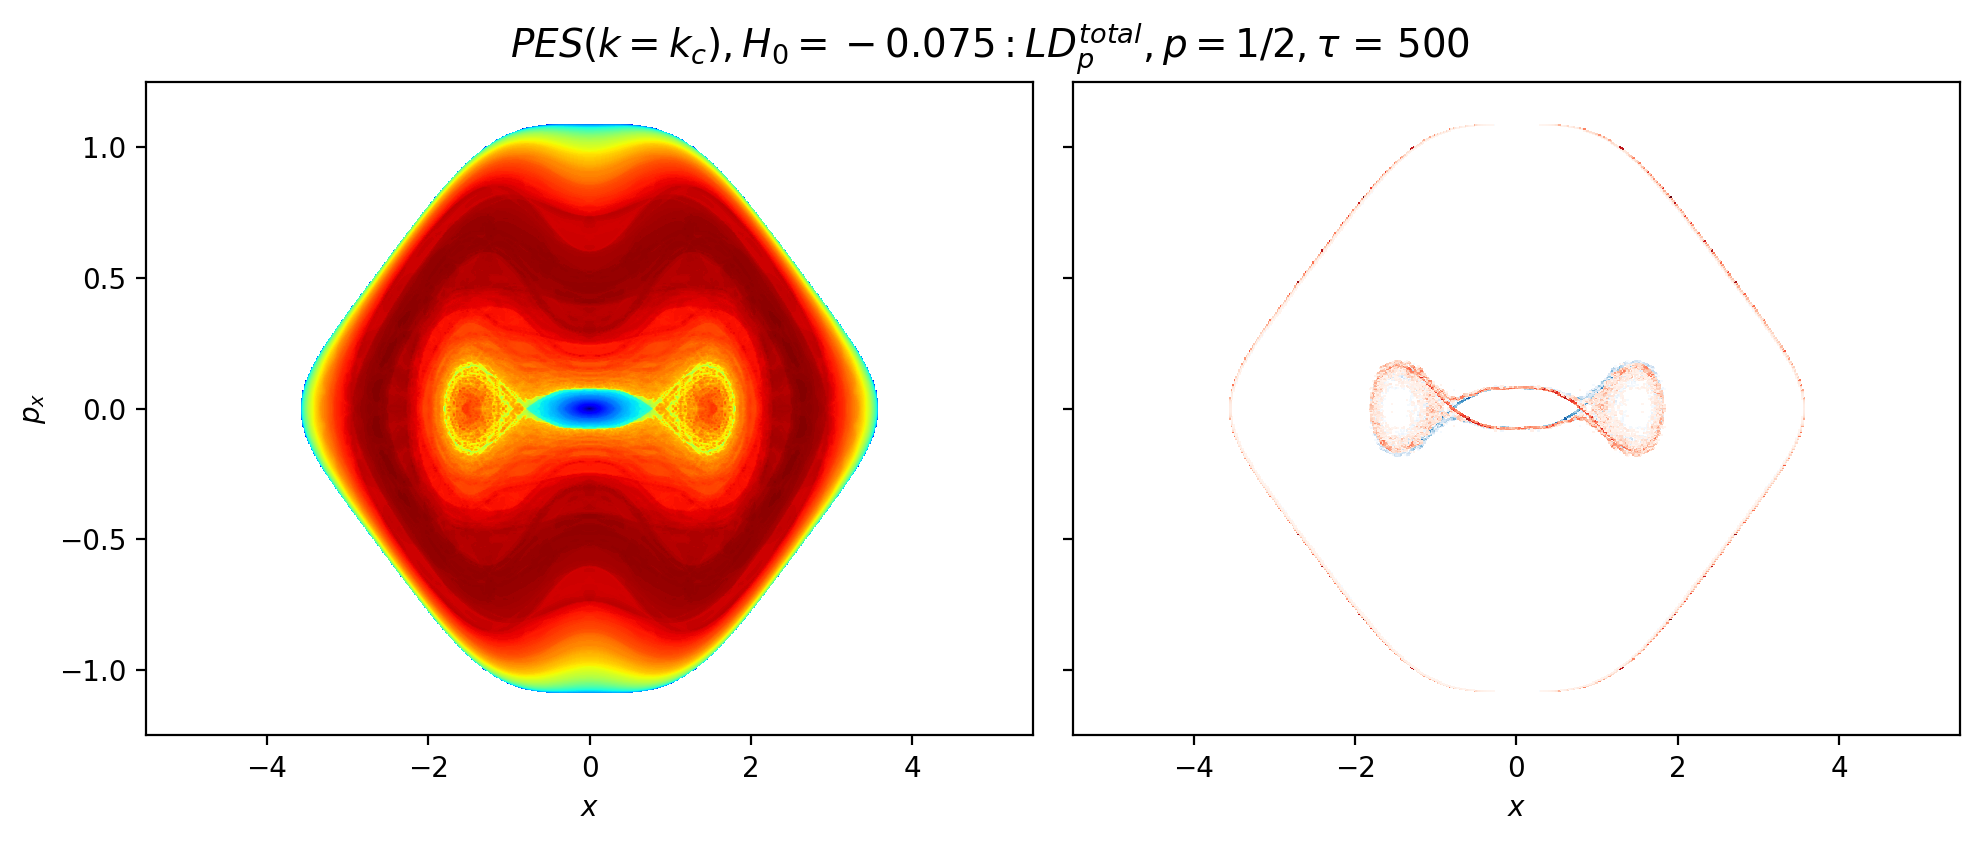 PES(k = k_c), H_0 = −0.075 : LD_p^{total}, p = 1/2, τ = 500
1.0
0.5
0.0
−0.5
−1.0
p_x
−4 −2 0 2 4
x
−4 −2 0 2 4
x